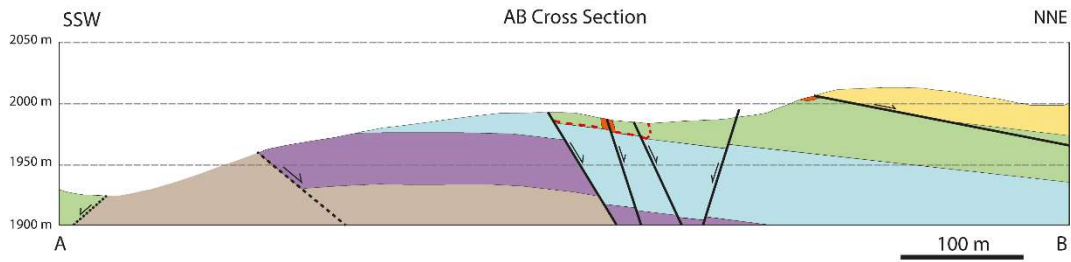 SSW
AB Cross Section
NNE
2050 m
2000 m
1950 m
1900 m
A
B
100 m